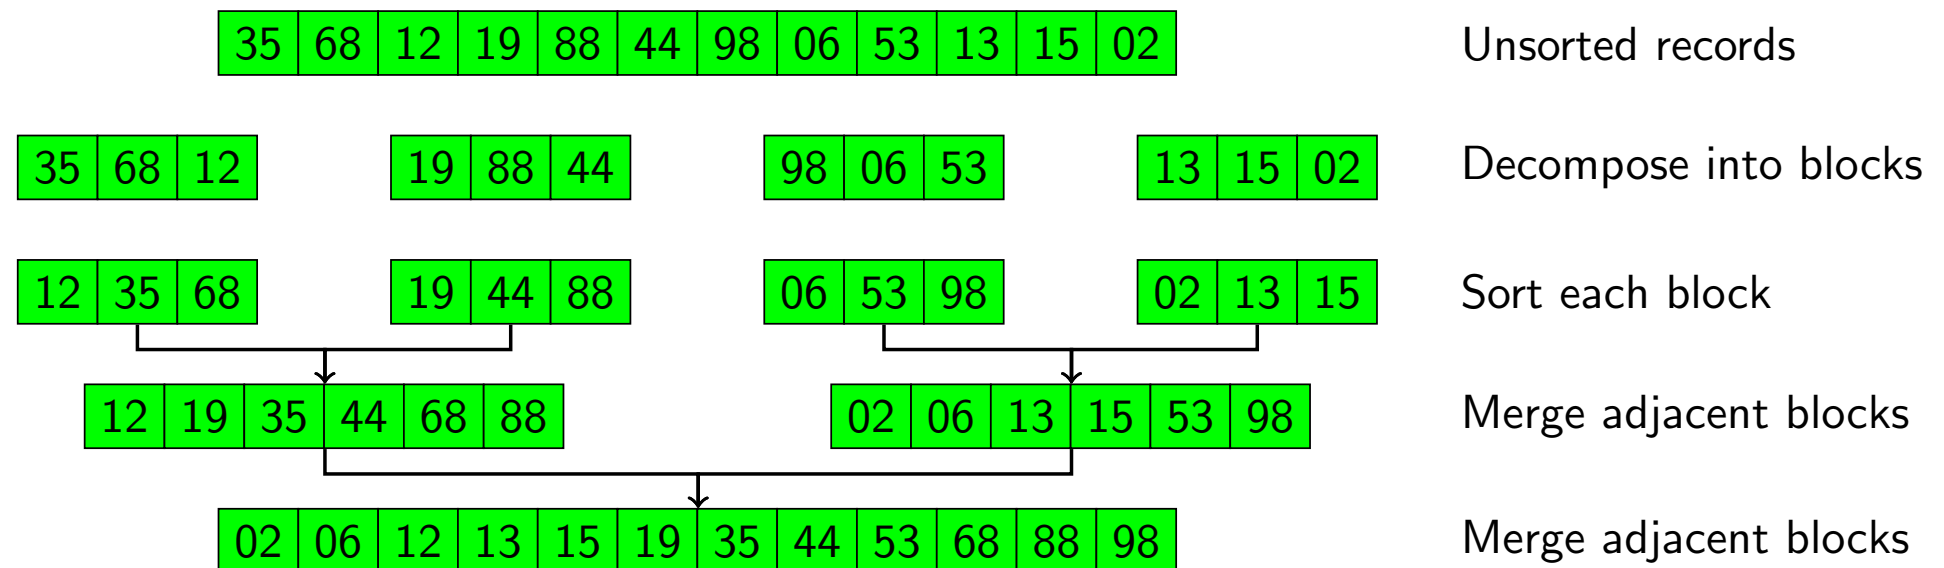 35 68 12 19 88 44 98 06 53 13 15 02 Unsorted records
35 68 12 19 88 44 98 06 53 13 15 02 Decompose into blocks
12 35 68 19 44 88 06 53 98 02 13 15 Sort each block
12 19 35 44 68 88 02 06 13 15 53 98 Merge adjacent blocks
02 06 12 13 15 19 35 44 53 68 88 98 Merge adjacent blocks